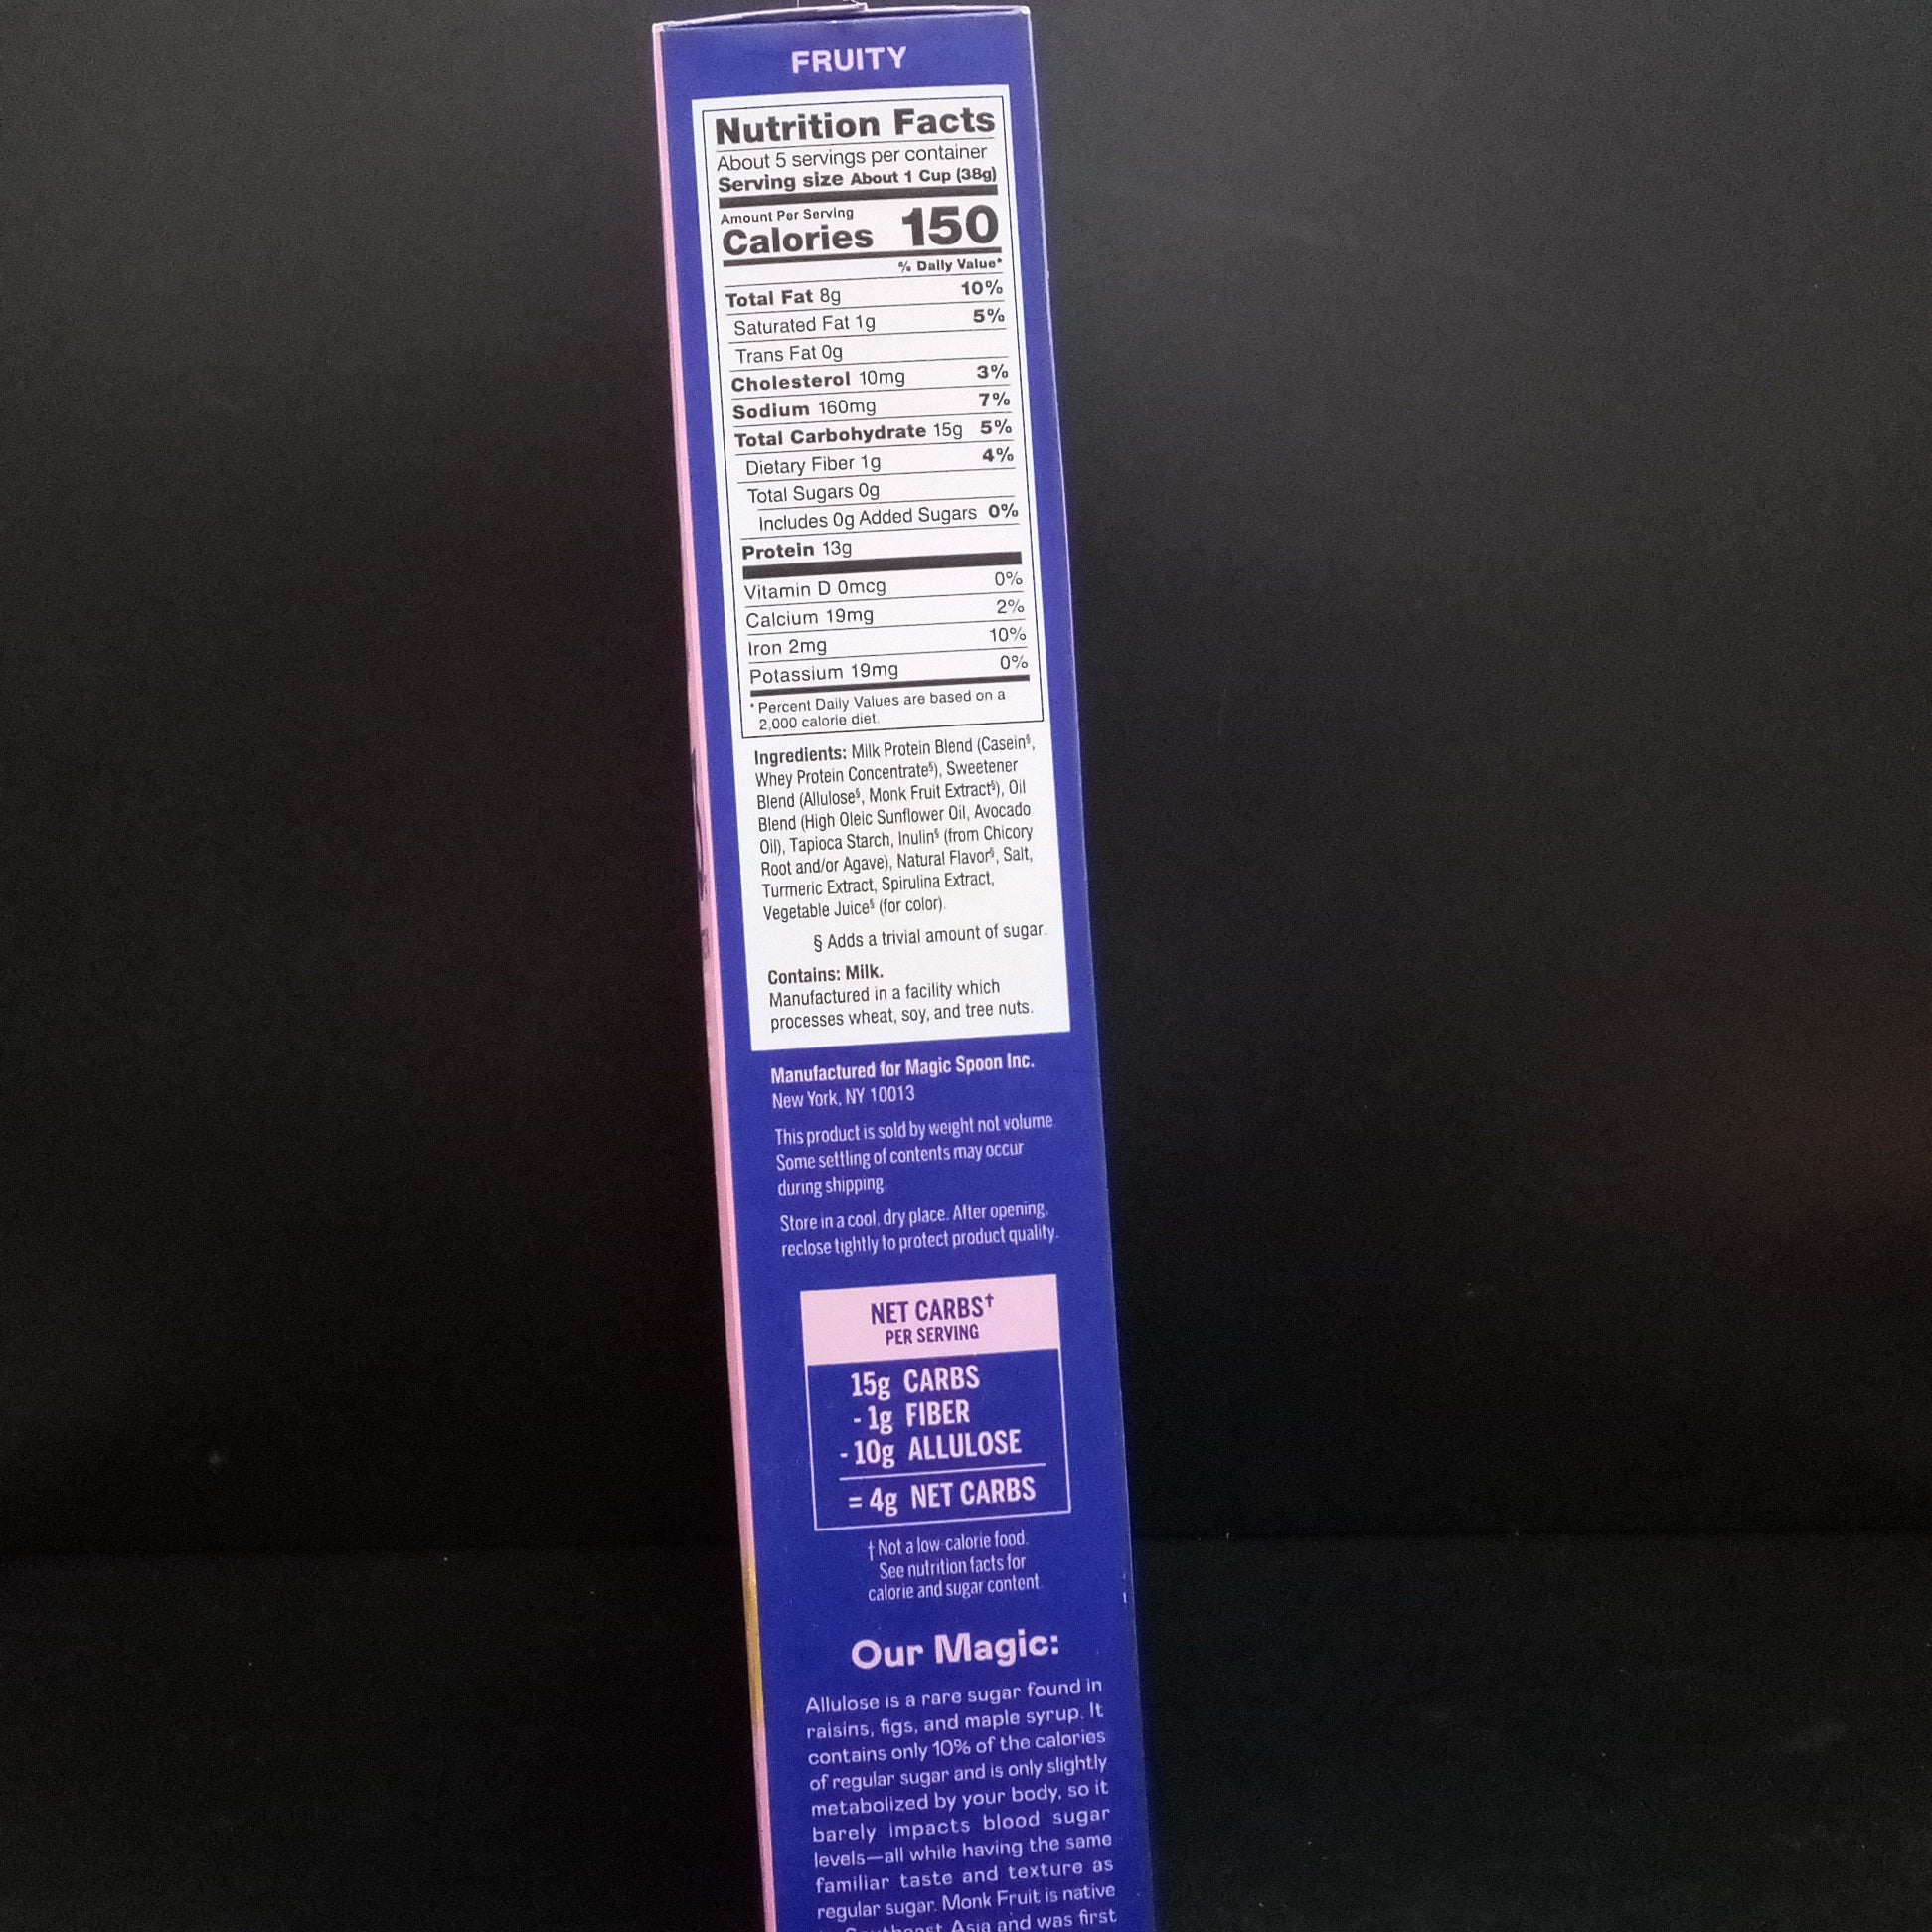 FRUITY
Nutrition Facts
About 5 servings per container
Serving size About 1 Cup (38g)
Amount Per Serving
Calories 150
% Daily Value*
Total Fat 8g 10%
Saturated Fat 1g 5%
Trans Fat 0g
Cholesterol 10mg 3%
Sodium 160mg 7%
Total Carbohydrate 15g 5%
Dietary Fiber 1g 4%
Total Sugars 0g
Includes 0g Added Sugars 0%
Protein 13g
Vitamin D 0mcg 0%
Calcium 19mg 2%
Iron 2mg 10%
Potassium 19mg 0%
* Percent Daily Values are based on a
2,000 calorie diet.
Ingredients: Milk Protein Blend (Casein§,
Whey Protein Concentrate§), Sweetener
Blend (Allulose§, Monk Fruit Extract§), Oil
Blend (High Oleic Sunflower Oil, Avocado
Oil), Tapioca Starch, Inulin§ (from Chicory
Root and/or Agave), Natural Flavor§, Salt,
Turmeric Extract, Spirulina Extract,
Vegetable Juice§ (for color).
§ Adds a trivial amount of sugar.
Contains: Milk.
Manufactured in a facility which
processes wheat, soy, and tree nuts.
Manufactured for Magic Spoon Inc.
New York, NY 10013
This product is sold by weight not volume.
Some settling of contents may occur
during shipping.
Store in a cool, dry place. After opening,
reclose tightly to protect product quality.
NET CARBS†
PER SERVING
15g CARBS
- 1g FIBER
- 10g ALLULOSE
= 4g NET CARBS
† Not a low-calorie food.
See nutrition facts for
calorie and sugar content.
Our Magic:
Allulose is a rare sugar found in
raisins, figs, and maple syrup. It
contains only 10% of the calories
of regular sugar and is only slightly
metabolized by your body, so it
barely impacts blood sugar
levels—all while having the same
familiar taste and texture as
regular sugar. Monk Fruit is native
Southeast Asia and was first